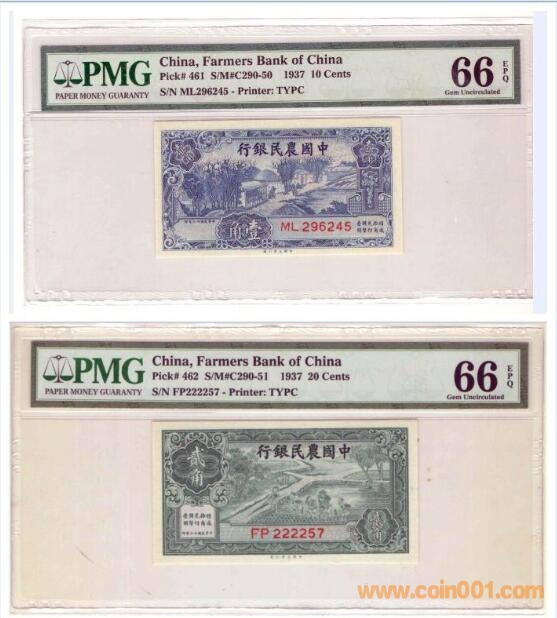 PMG
PAPER MONEY GUARANTY
China, Farmers Bank of China
Pick# 461 S/M#C290-50 1937 10 Cents
S/N ML296245 - Printer: TYPC
66 EPQ
Gem Uncirculated
行銀民農國中
ML 296245
壹角
PMG
PAPER MONEY GUARANTY
China, Farmers Bank of China
Pick# 462 S/M#C290-51 1937 20 Cents
S/N FP222257 - Printer: TYPC
66 EPQ
Gem Uncirculated
行銀民農國中
貳角
FP 222257
www.coin001.com